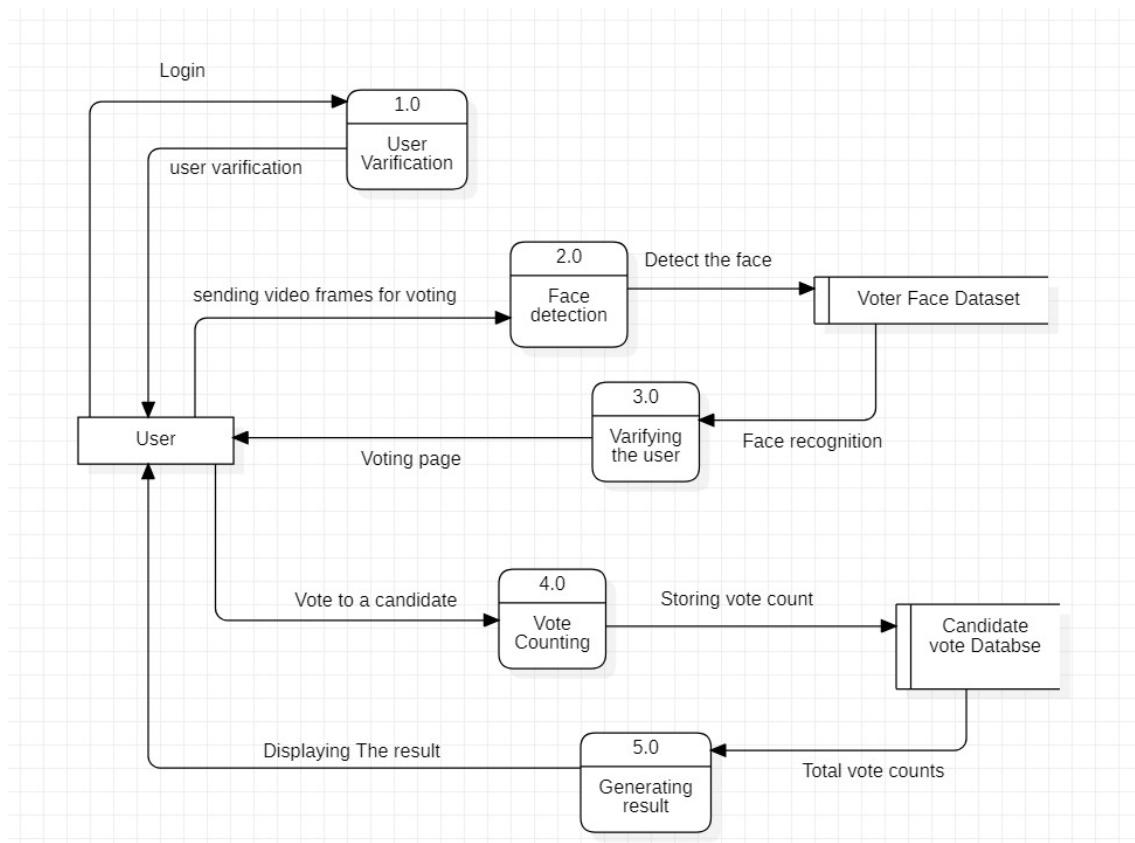 Login
1.0
User
Varification
user varification
2.0
Face
detection
Detect the face
Voter Face Dataset
sending video frames for voting
3.0
Varifying
the user
Face recognition
User
Voting page
4.0
Vote
Counting
Vote to a candidate
Storing vote count
Candidate
vote Databse
5.0
Generating
result
Displaying The result
Total vote counts